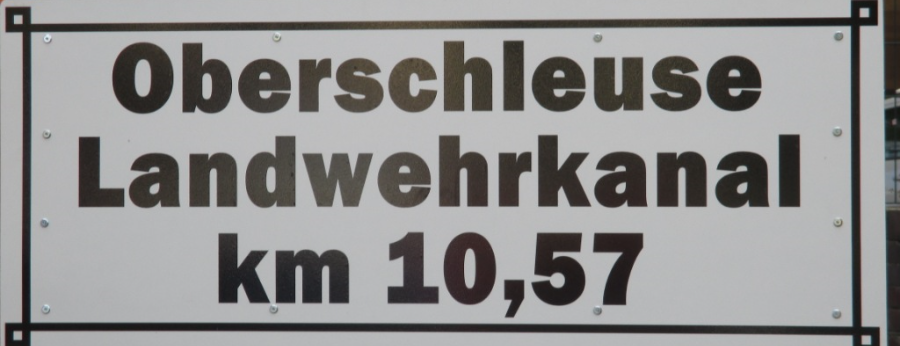 Oberschleuse
Landwehrkanal
km 10,57